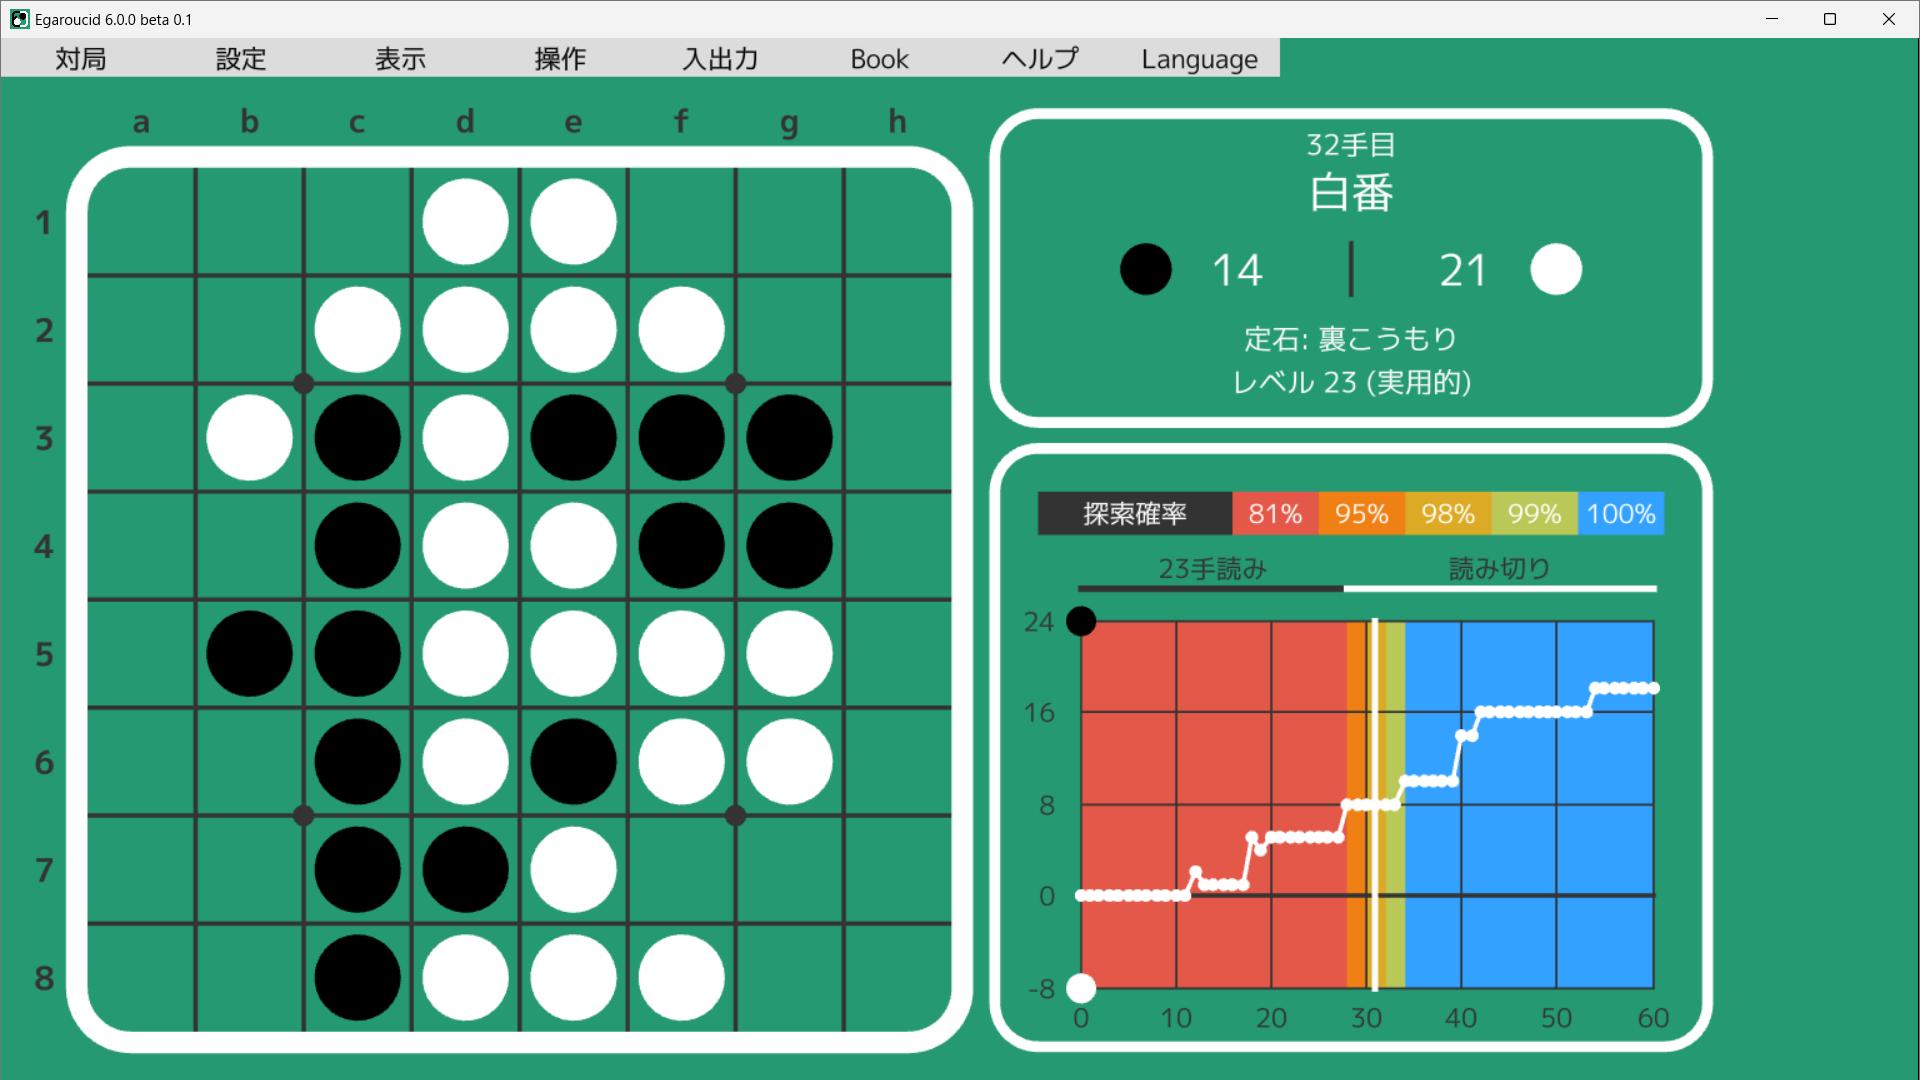 Egaroucid 6.0.0 beta 0.1
対局 設定 表示 操作 入出力 Book ヘルプ Language
a b c d e f g h
1
2
3
4
5
6
7
8
32手目
白番
14 | 21
定石: 裏こうもり
レベル 23 (実用的)
探索確率 81% 95% 98% 99% 100%
23手読み 読み切り
24
16
8
0
-8
0 10 20 30 40 50 60